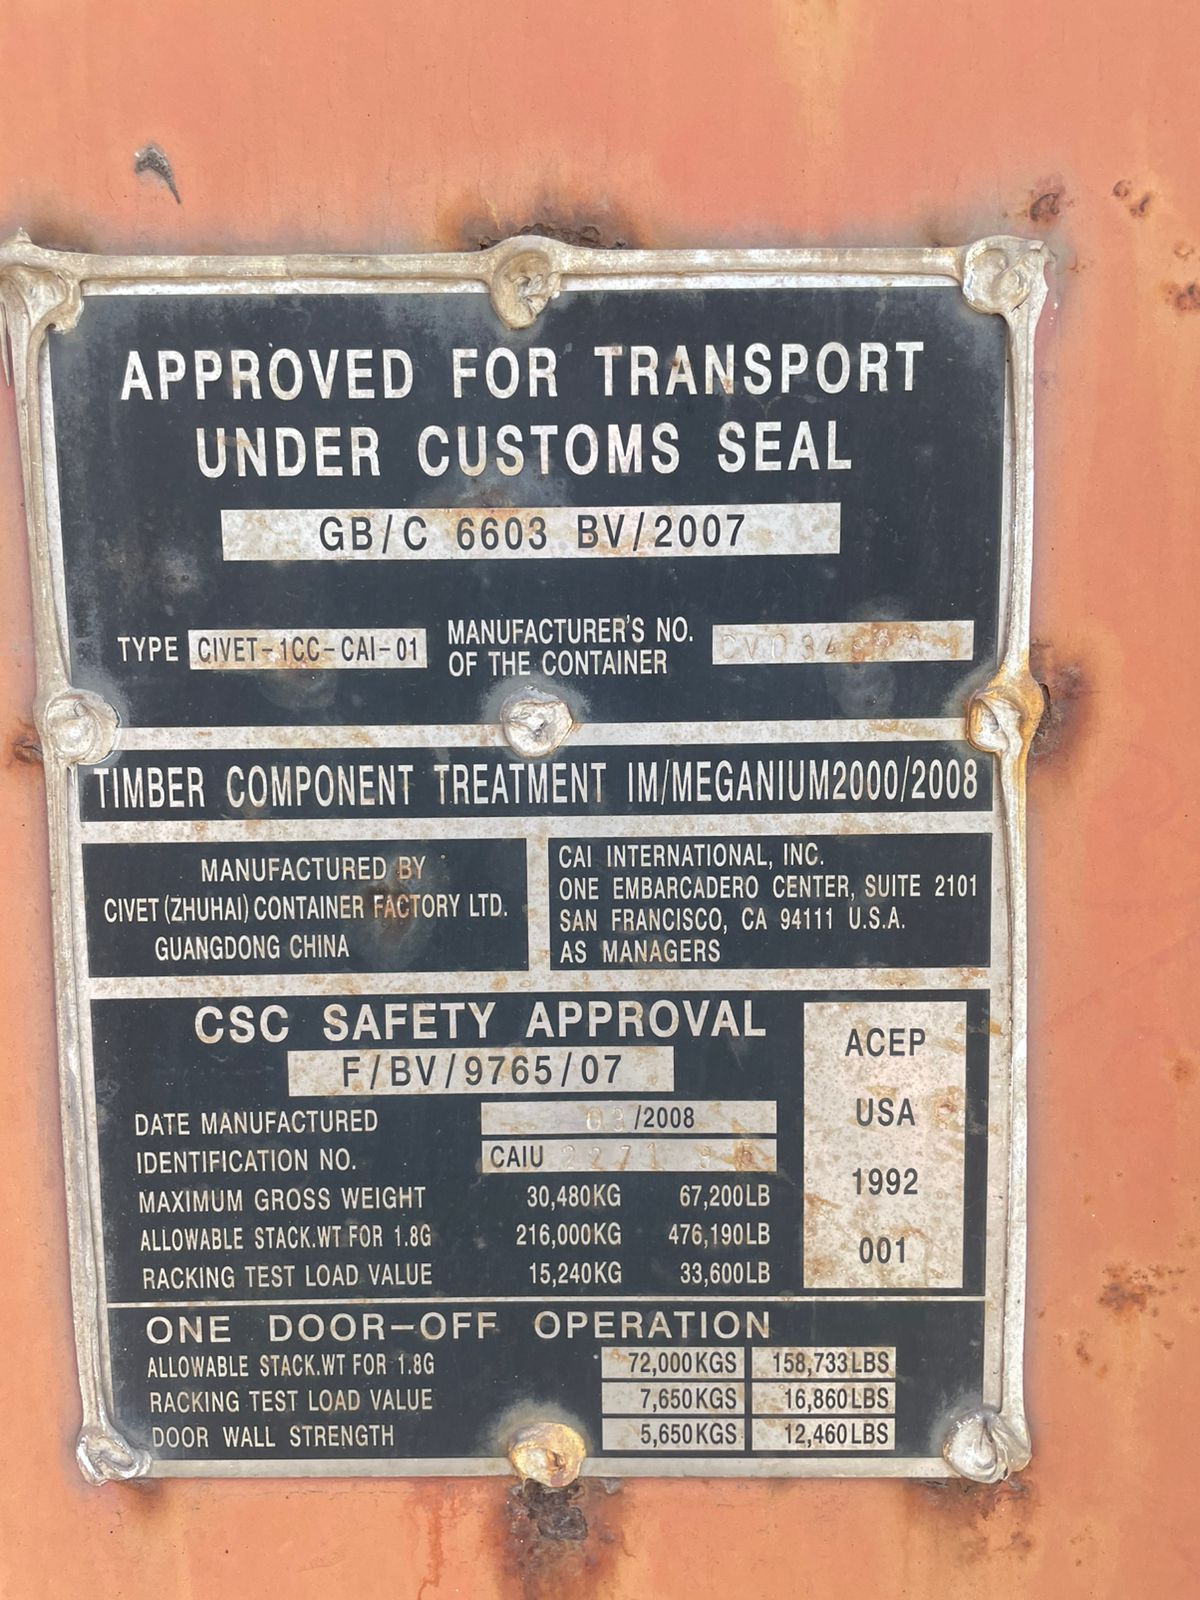 APPROVED FOR TRANSPORT
UNDER CUSTOMS SEAL
GB/C 6603 BV/2007
TYPE CIVET-1CC-CAI-01
MANUFACTURER'S NO.
OF THE CONTAINER
TIMBER COMPONENT TREATMENT IM/MEGANIUM2000/2008
MANUFACTURED BY
CIVET (ZHUHAI) CONTAINER FACTORY LTD.
GUANGDONG CHINA
CAI INTERNATIONAL, INC.
ONE EMBARCADERO CENTER, SUITE 2101
SAN FRANCISCO, CA 94111 U.S.A.
AS MANAGERS
CSC SAFETY APPROVAL
F/BV/9765/07
DATE MANUFACTURED 03/2008
IDENTIFICATION NO. CAIU
MAXIMUM GROSS WEIGHT 30,480KG 67,200LB
ALLOWABLE STACK.WT FOR 1.8G 216,000KG 476,190LB
RACKING TEST LOAD VALUE 15,240KG 33,600LB
ACEP
USA
1992
001
ONE DOOR-OFF OPERATION
ALLOWABLE STACK.WT FOR 1.8G 72,000KGS 158,733LBS
RACKING TEST LOAD VALUE 7,650KGS 16,860LBS
DOOR WALL STRENGTH 5,650KGS 12,460LBS